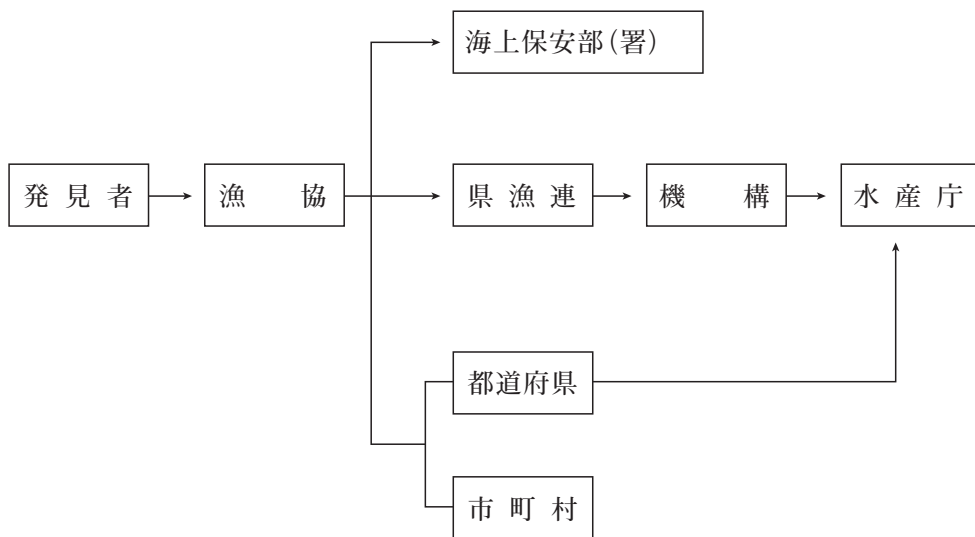 海上保安部(署)
発見者
漁協
県漁連
機構
水産庁
都道府県
市町村